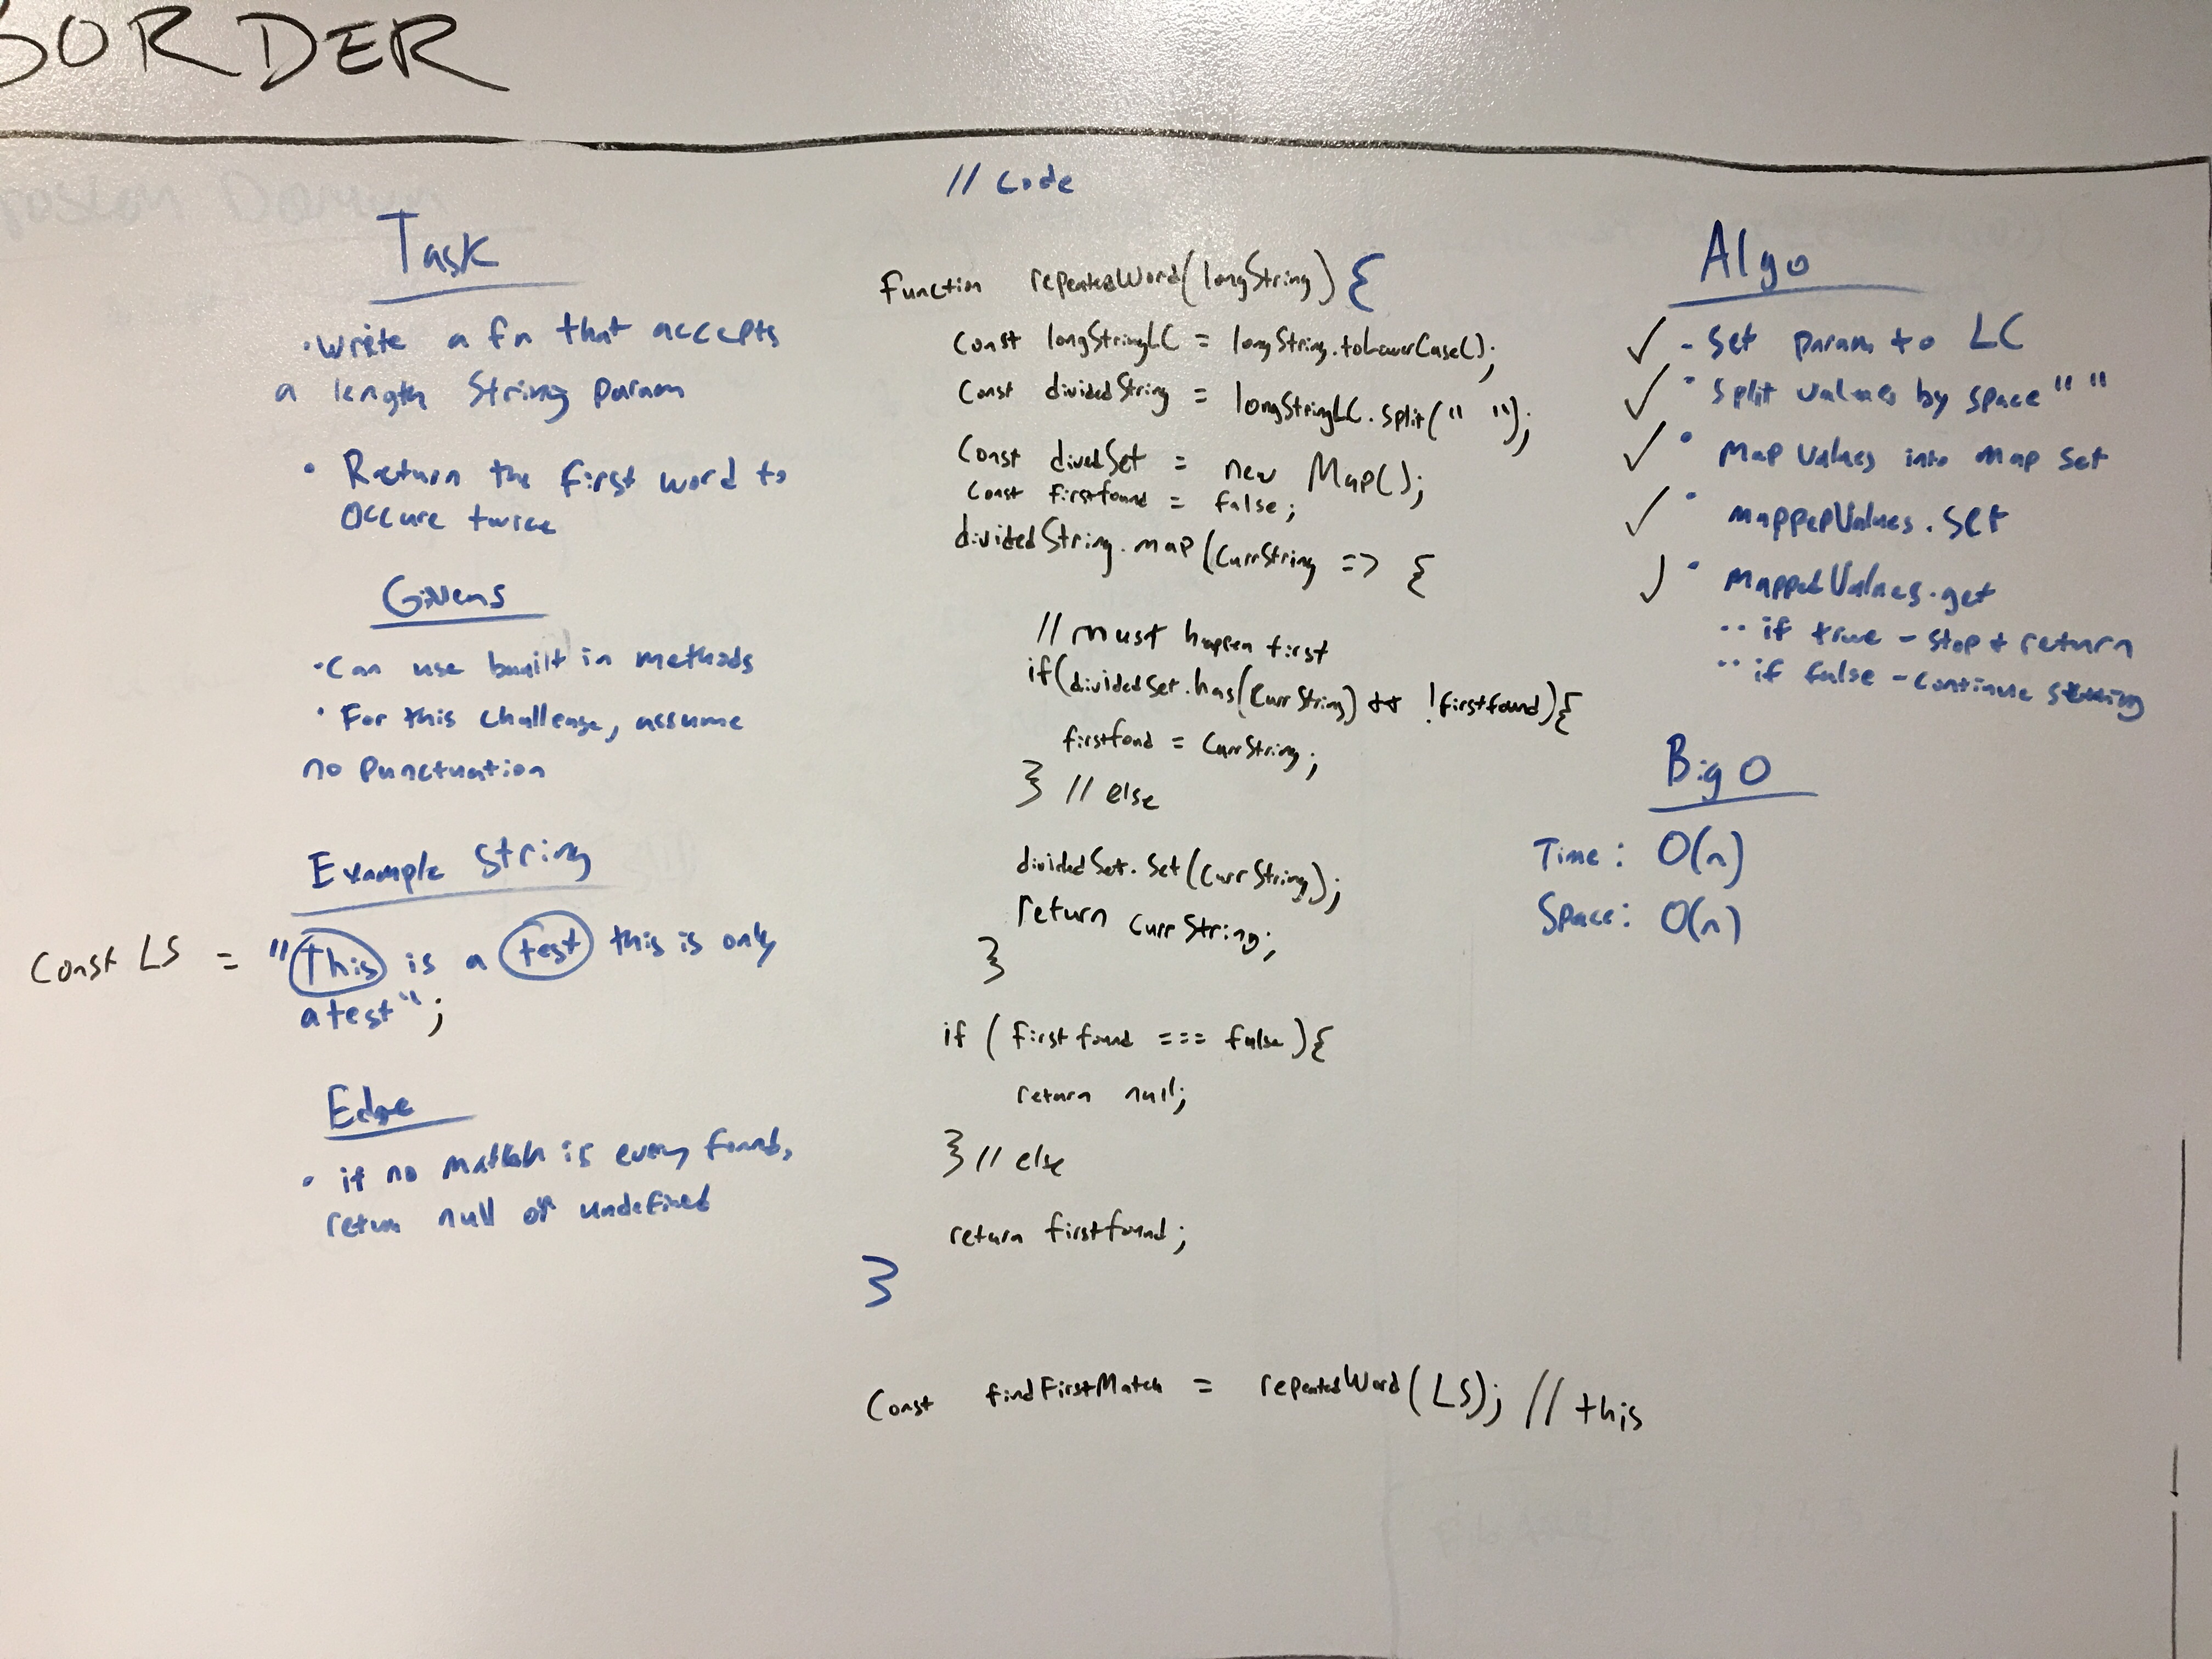 BORDER
Task
• Write a fn that accepts
a length string param
• Return the first word to
occure twice
Givens
• Can use built in methods
• For this challenge, assume
no punctuation
Example String
Const LS = "This is a test this is only
a test";
Edge
• if no match is every found,
return null or undefined
// Code
function repeatedWord(longString) {
const longStringLC = longString.toLowerCase();
Const dividedString = longStringLC.split(" ");
Const dividedSet = new Map();
Const firstfound = false;
dividedString.map(currString => {
// must happen first
if(dividedSet.has(currString) && !firstfound){
firstfond = currString;
} // else
dividedSet.set(currString);
return currString;
}
if (firstfound === false){
return null;
} // else
return firstfound;
}
Const findFirstMatch = repeatedWord(LS); // this
Algo
✓ - Set param to LC
✓ • Split values by space " "
✓ • Map values into map set
✓ • mappedValues.set
✓ • mappedValues.get
•• if true - stop & return
•• if false - continue setting
Big O
Time: O(n)
Space: O(n)